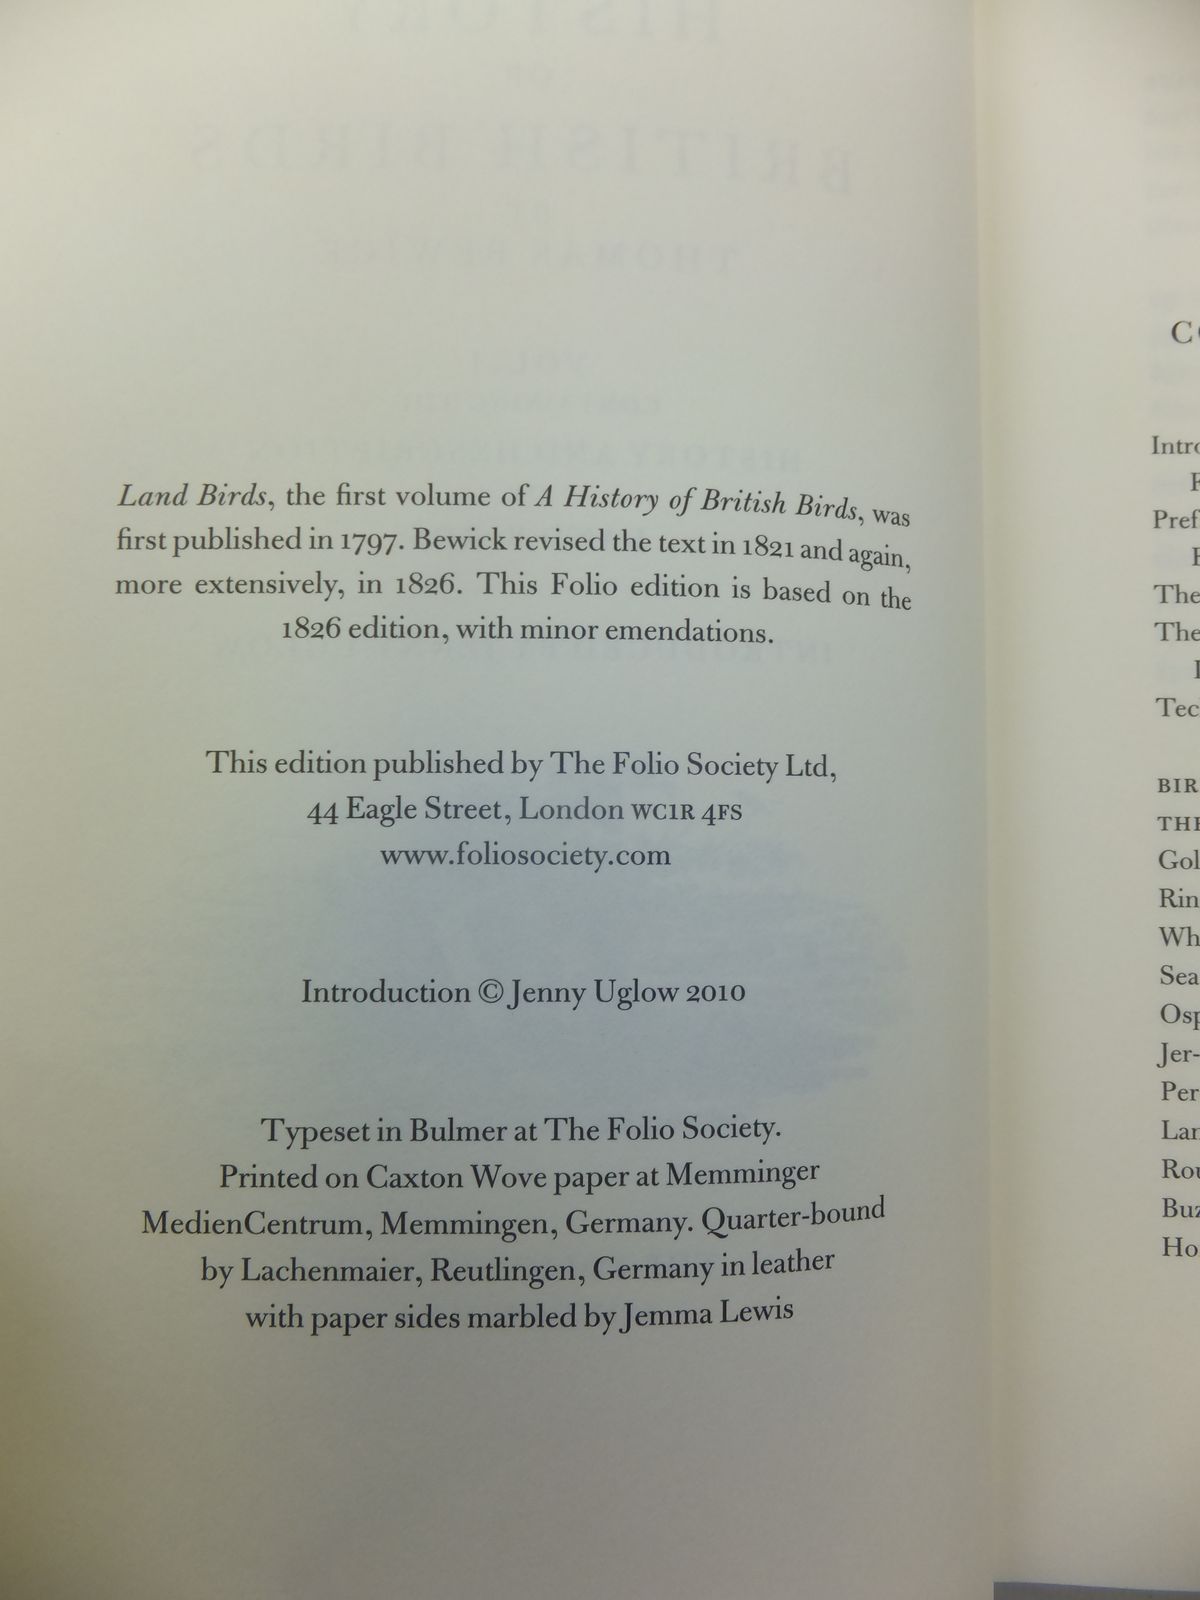 Land Birds, the first volume of A History of British Birds, was
first published in 1797. Bewick revised the text in 1821 and again,
more extensively, in 1826. This Folio edition is based on the
1826 edition, with minor emendations.
This edition published by The Folio Society Ltd,
44 Eagle Street, London WC1R 4FS
www.foliosociety.com
Introduction © Jenny Uglow 2010
Typeset in Bulmer at The Folio Society.
Printed on Caxton Wove paper at Memminger
MedienCentrum, Memmingen, Germany. Quarter-bound
by Lachenmaier, Reutlingen, Germany in leather
with paper sides marbled by Jemma Lewis
The
The
THE